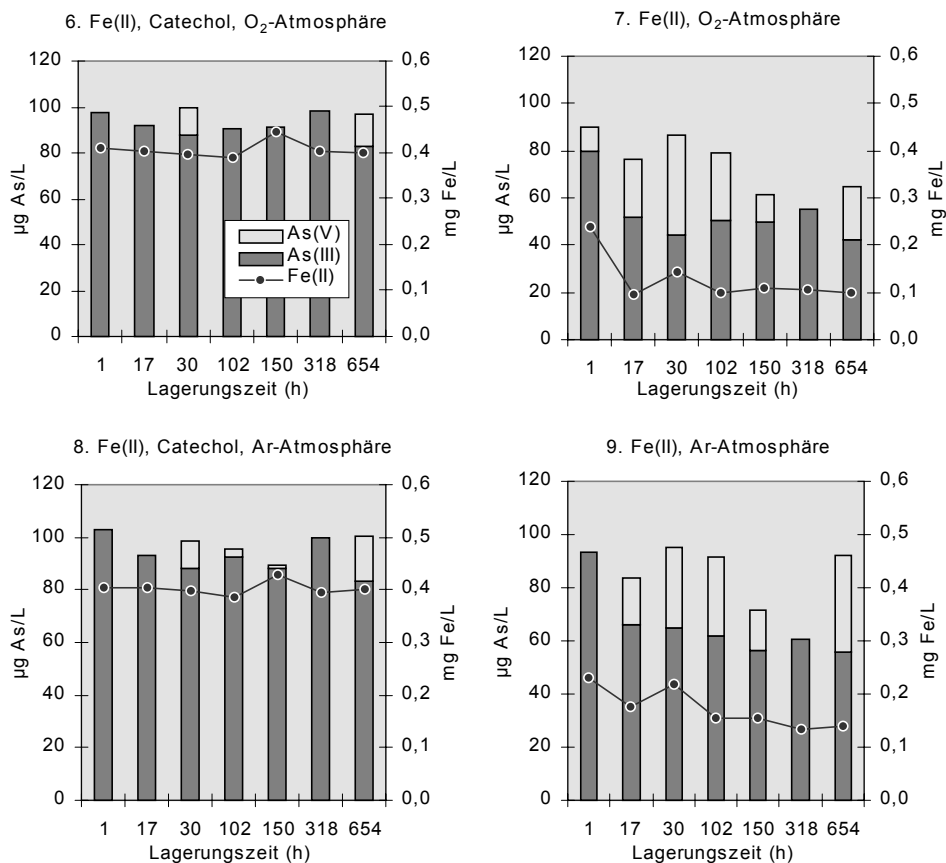 6. Fe(II), Catechol, O₂-Atmosphäre
120
100
80
60
40
20
0
µg As/L
0,6
0,5
0,4
0,3
0,2
0,1
0,0
mg Fe/L
As(V)
As(III)
Fe(II)
1 17 30 102 150 318 654
Lagerungszeit (h)
7. Fe(II), O₂-Atmosphäre
120
100
80
60
40
20
0
µg As/L
0,6
0,5
0,4
0,3
0,2
0,1
0,0
mg Fe/L
1 17 30 102 150 318 654
Lagerungszeit (h)
8. Fe(II), Catechol, Ar-Atmosphäre
120
100
80
60
40
20
0
µg As/L
0,6
0,5
0,4
0,3
0,2
0,1
0,0
mg Fe/L
1 17 30 102 150 318 654
Lagerungszeit (h)
9. Fe(II), Ar-Atmosphäre
120
100
80
60
40
20
0
µg As/L
0,6
0,5
0,4
0,3
0,2
0,1
0,0
mg Fe/L
1 17 30 102 150 318 654
Lagerungszeit (h)